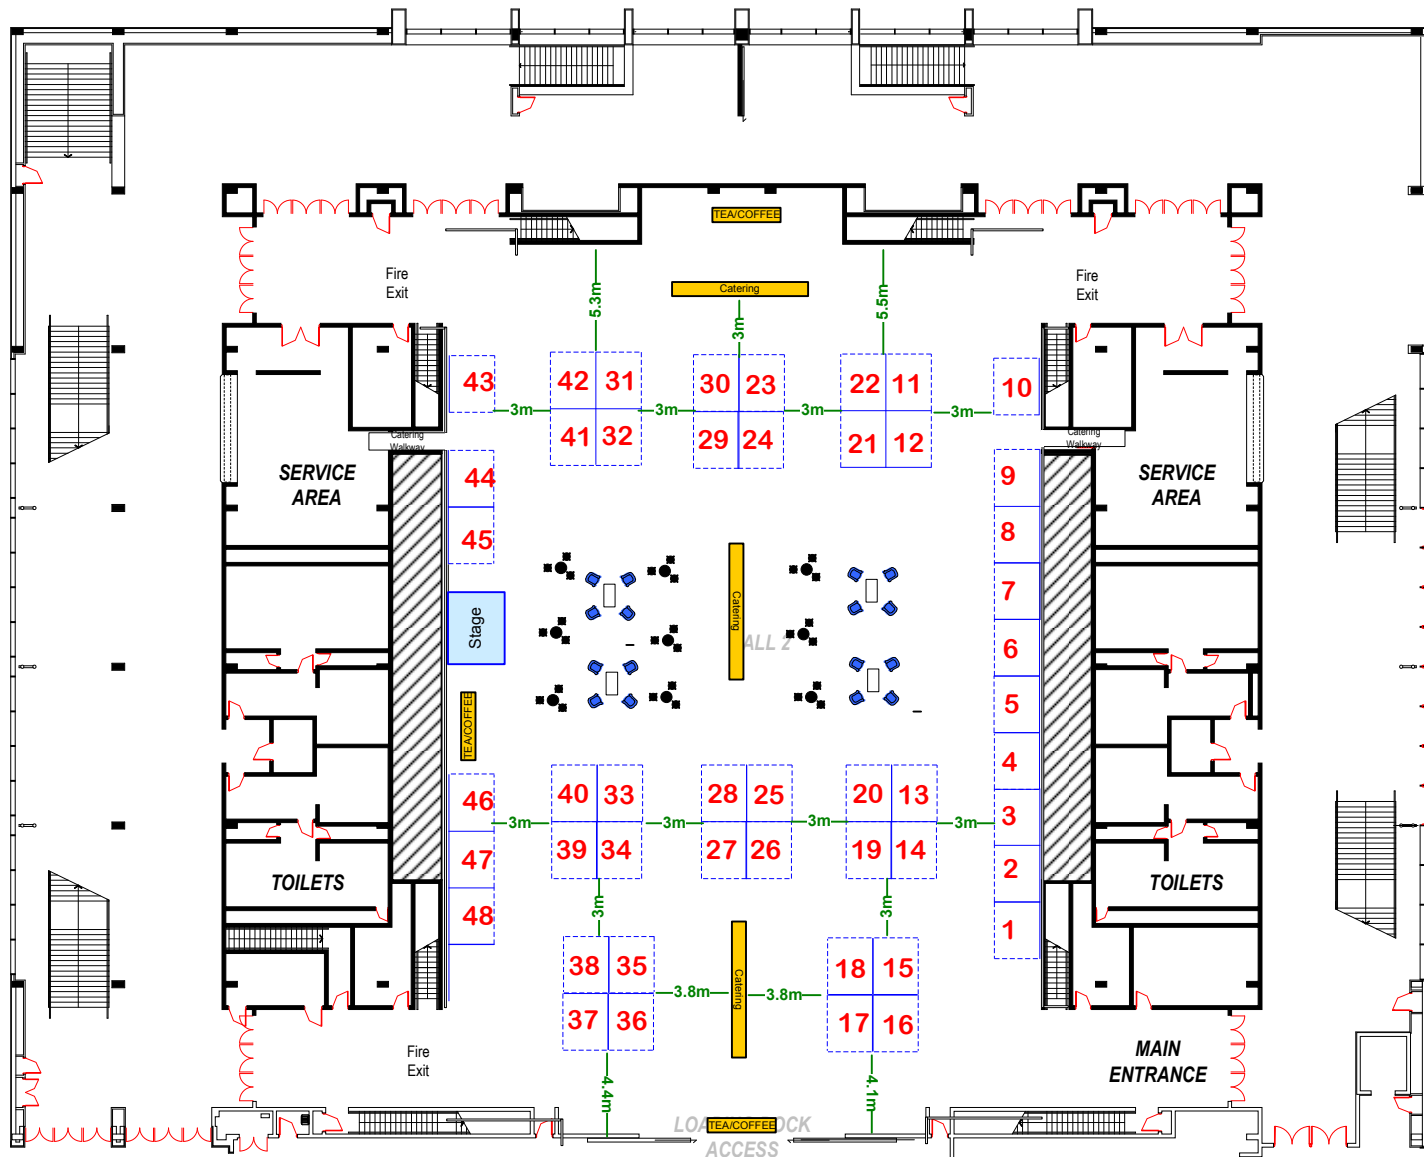 TEA/COFFEE
Fire
Exit
5.3m
Catering
5.5m
Fire
Exit
3m
43
42 31
30 23
22 11
10
3m
3m
3m
3m
41 32
29 24
21 12
Catering
Walkway
Catering
Walkway
SERVICE
AREA
44
9
SERVICE
AREA
45
8
7
Catering
Stage
ALL 2
6
5
TEA/COFFEE
4
46
40 33
28 25
20 13
3
3m
3m
3m
3m
47
39 34
27 26
19 14
2
TOILETS
TOILETS
48
3m
3m
1
38 35
Catering
18 15
3.8m
3.8m
37 36
17 16
Fire
Exit
MAIN
ENTRANCE
4.4m
4.1m
LOA OCK
TEA/COFFEE
ACCESS